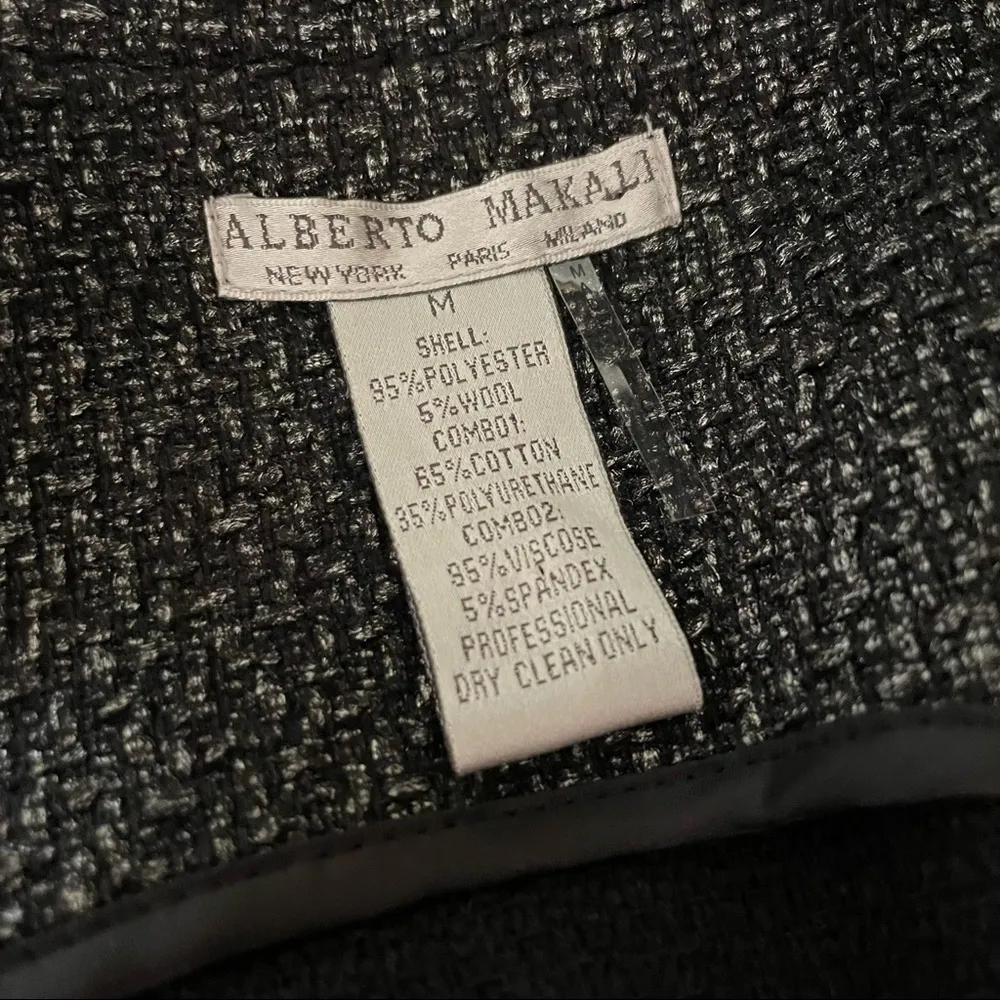 ALBERTO MAKALI
NEW YORK PARIS MILANO
M
SHELL:
95%POLYESTER
5%WOOL
COMBO1:
65%COTTON
35%POLYURETHANE
COMBO2:
95%VISCOSE
5%SPANDEX
PROFESSIONAL
DRY CLEAN ONLY
M